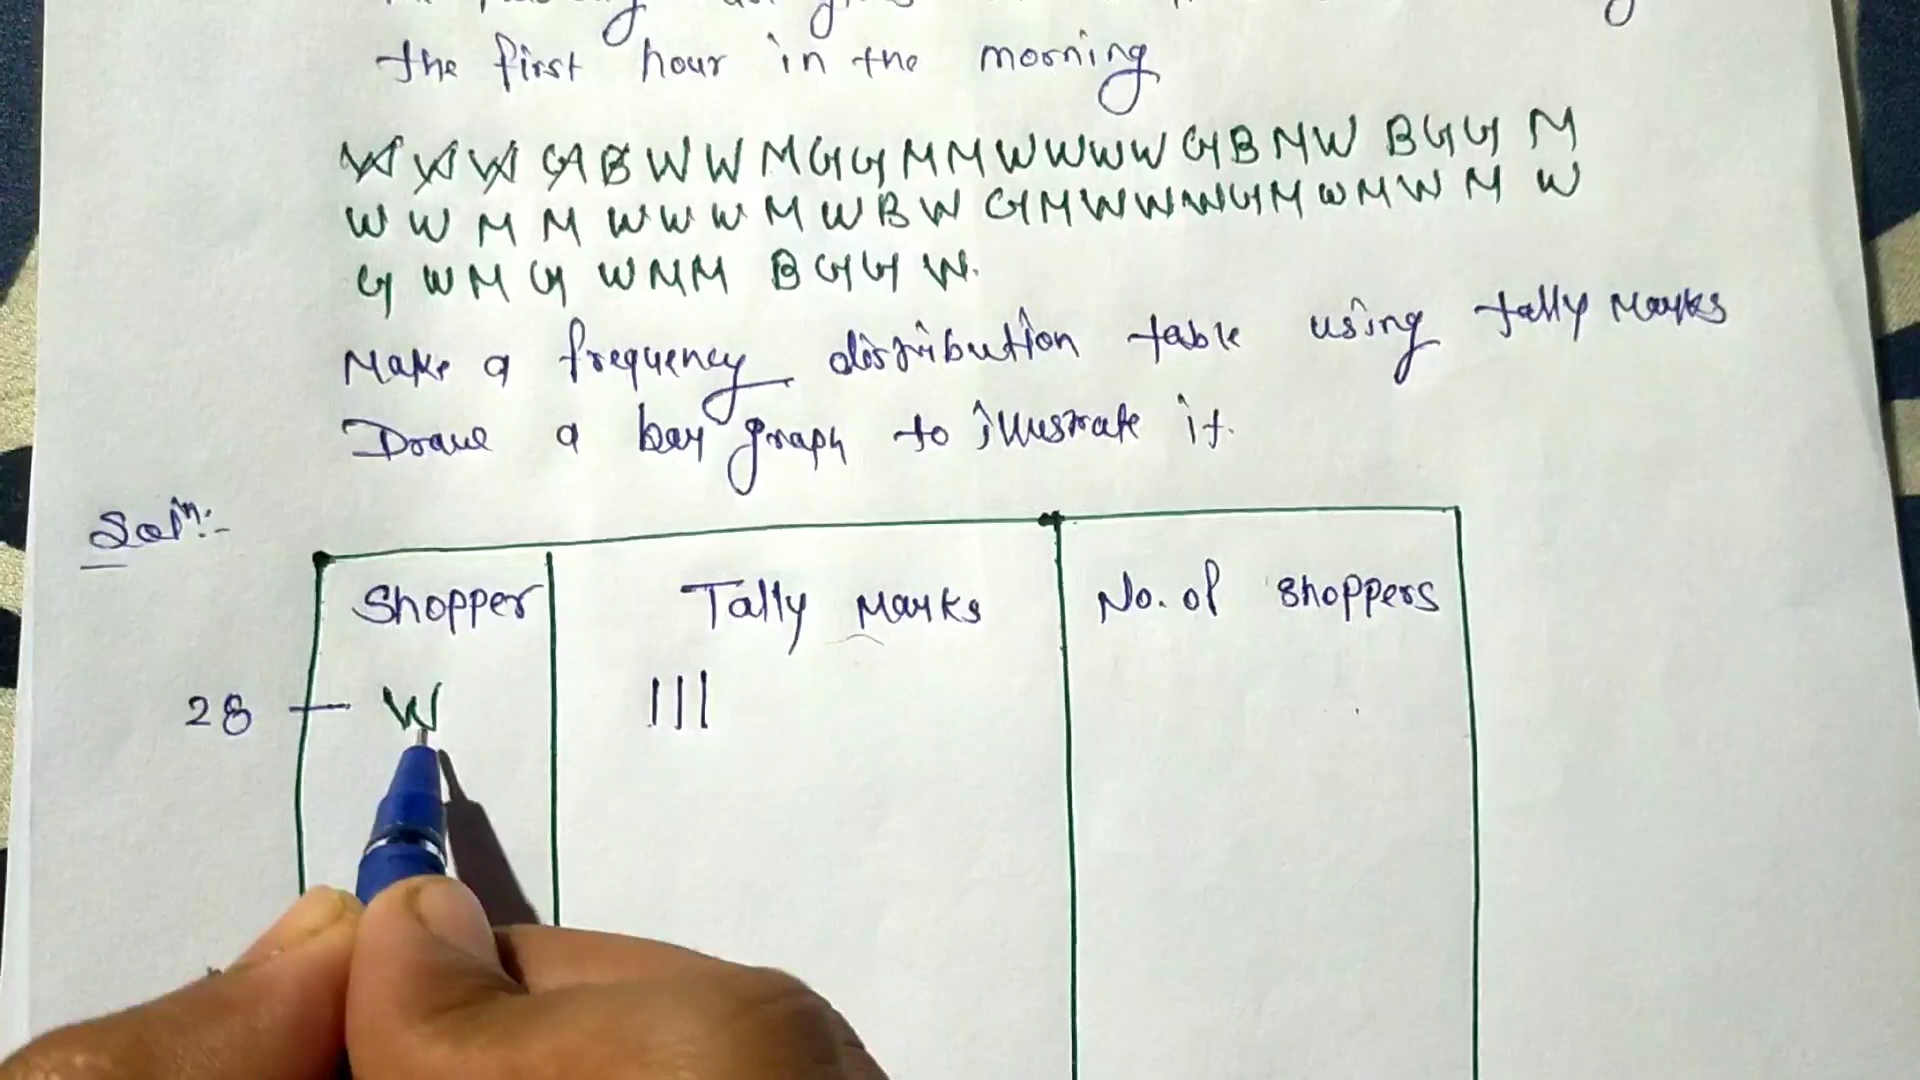 the first hour in the morning
W W W G B W W M G G M M W W W W G B M W B G G M
W W M M W W W M W B W G M W W W W G M W M W M W
G W M G W M M B G G W.
Make a frequency distribution table using tally Marks
Draw a bar graph to illustrate it.
Solⁿ:-
Shopper Tally Marks No. of shoppers
28 — W |||